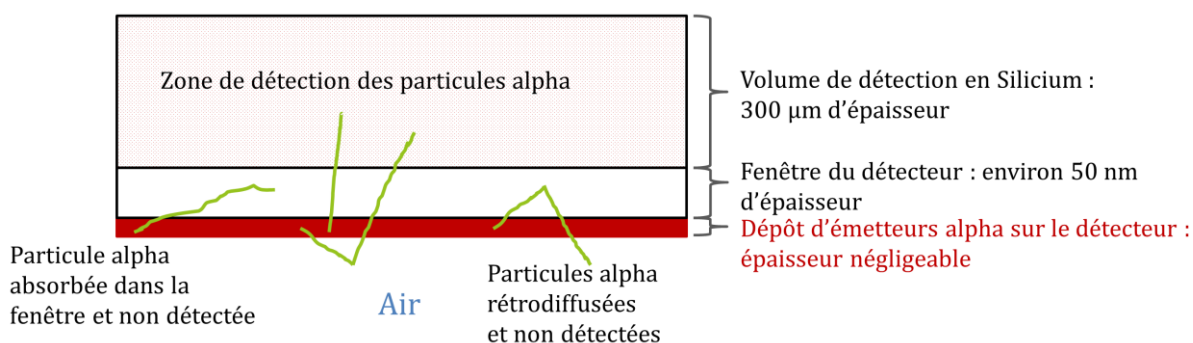 Zone de détection des particules alpha
Volume de détection en Silicium :
300 μm d’épaisseur
Fenêtre du détecteur : environ 50 nm
d’épaisseur
Dépôt d’émetteurs alpha sur le détecteur :
épaisseur négligeable
Particule alpha
absorbée dans la
fenêtre et non détectée
Air
Particules alpha
rétrodiffusées
et non détectées